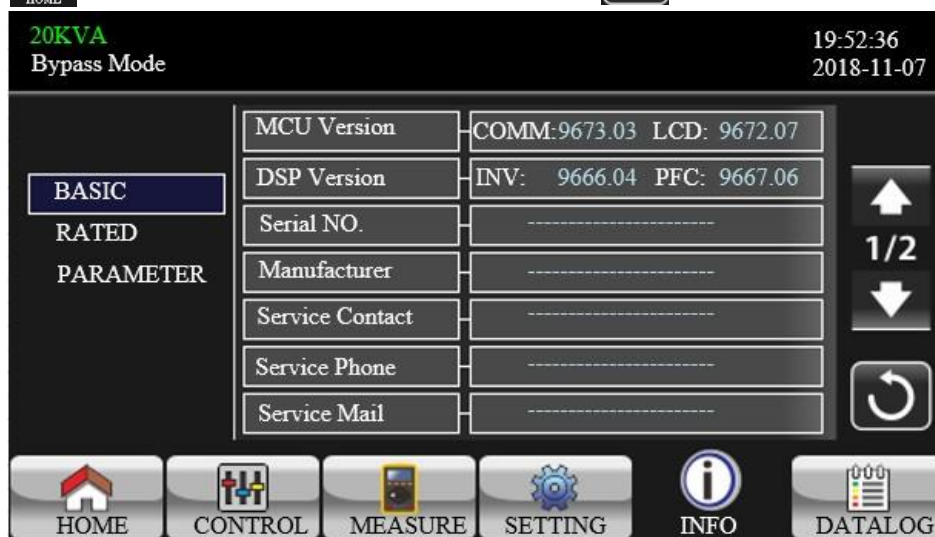 HOME
20KVA
Bypass Mode
19:52:36
2018-11-07
BASIC
RATED
PARAMETER
MCU Version COMM:9673.03 LCD: 9672.07
DSP Version INV: 9666.04 PFC: 9667.06
Serial NO. ----------------------
Manufacturer ----------------------
Service Contact ----------------------
Service Phone ----------------------
Service Mail ----------------------
1/2
HOME CONTROL MEASURE SETTING INFO DATALOG